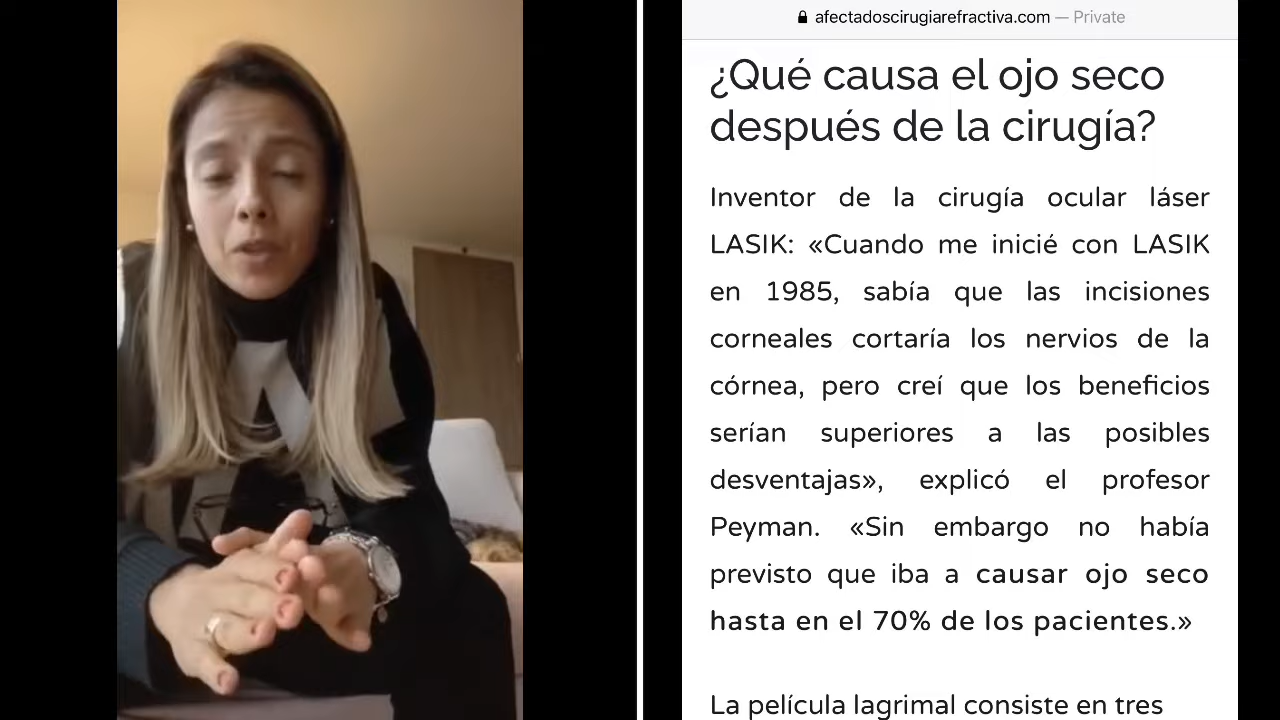 afectadoscirugiarefractiva.com — Private
¿Qué causa el ojo seco
después de la cirugía?
Inventor de la cirugía ocular láser
LASIK: «Cuando me inicié con LASIK
en 1985, sabía que las incisiones
corneales cortaría los nervios de la
córnea, pero creí que los beneficios
serían superiores a las posibles
desventajas», explicó el profesor
Peyman. «Sin embargo no había
previsto que iba a causar ojo seco
hasta en el 70% de los pacientes.»
La película lagrimal consiste en tres